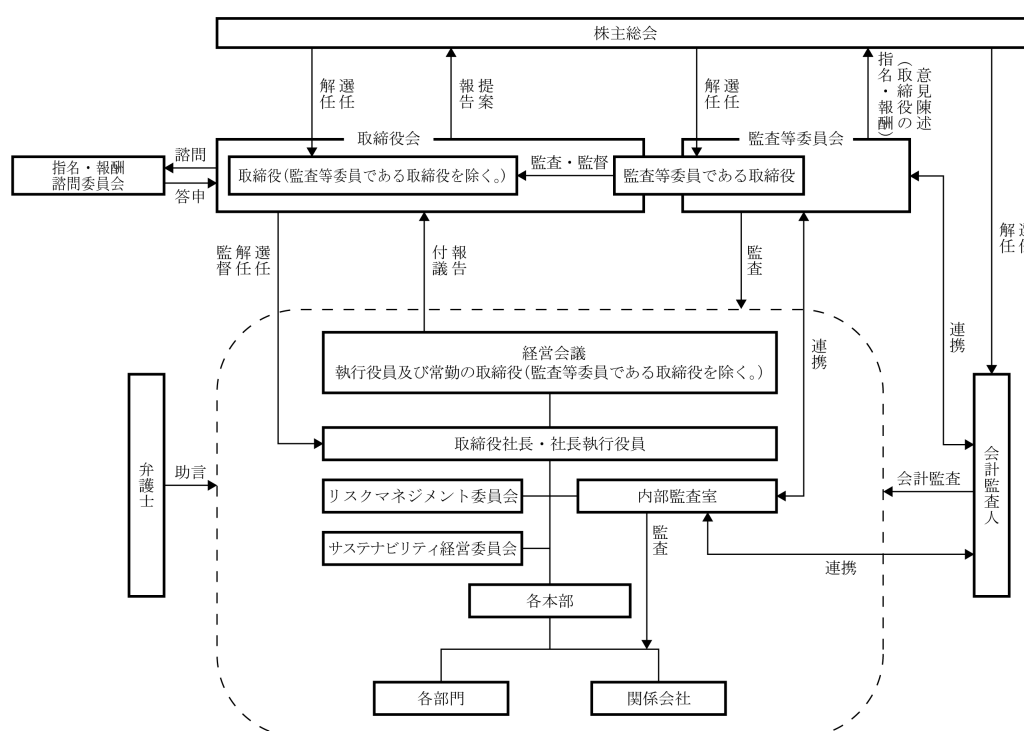 株主総会
選任
解任
提案
報告
選任
解任
意見陳述
(取締役の
指名・報酬)
取締役会
監査等委員会
指名・報酬
諮問委員会
諮問
答申
取締役(監査等委員である取締役を除く。)
監査・監督
監査等委員である取締役
選任
解任
監督
報告
付議
監査
連携
連携
選任
解任
経営会議
執行役員及び常勤の取締役(監査等委員である取締役を除く。)
取締役社長・社長執行役員
弁護士
助言
リスクマネジメント委員会
内部監査室
会計監査
会計監査人
サステナビリティ経営委員会
監査
連携
各本部
各部門
関係会社